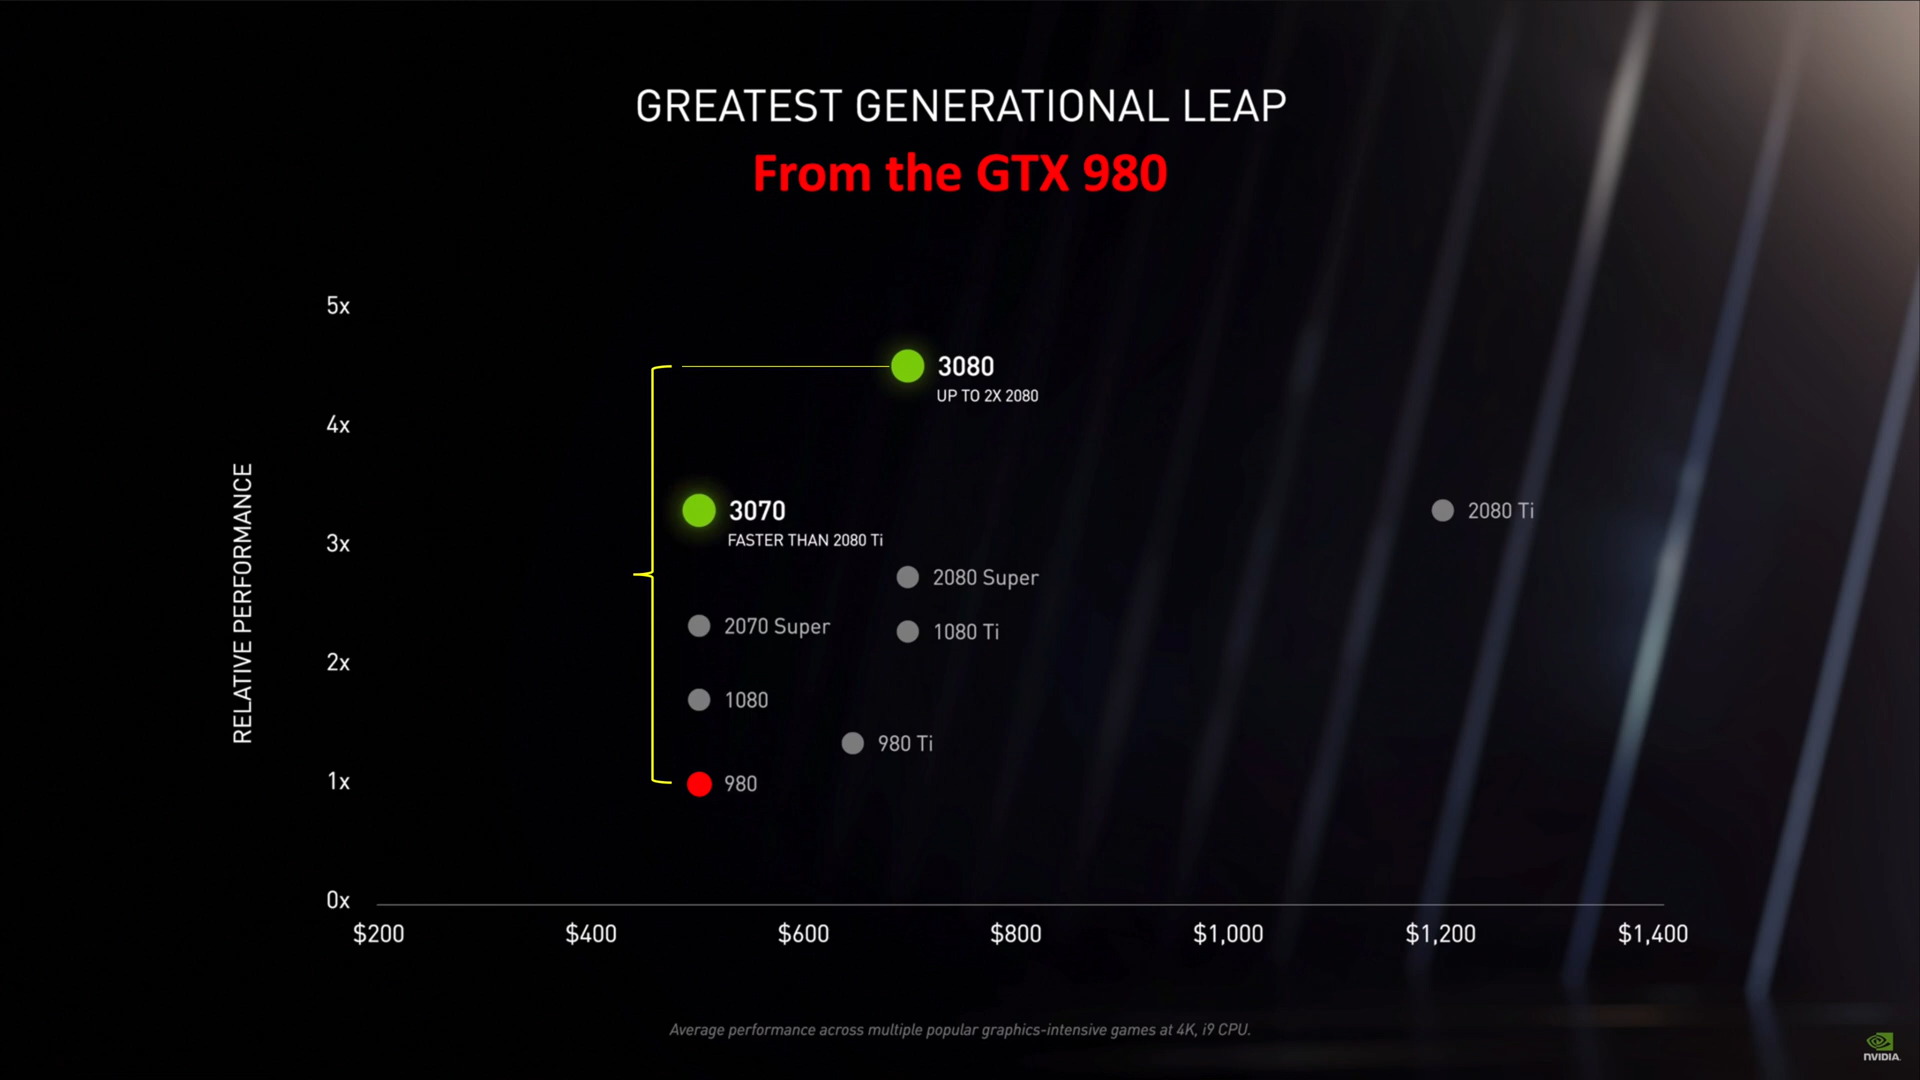 GREATEST GENERATIONAL LEAP
From the GTX 980
RELATIVE PERFORMANCE
5x
4x
3x
2x
1x
0x
3080
UP TO 2X 2080
3070
FASTER THAN 2080 Ti
2080 Ti
2080 Super
2070 Super
1080 Ti
1080
980 Ti
980
$200
$400
$600
$800
$1,000
$1,200
$1,400
Average performance across multiple popular graphics-intensive games at 4K, i9 CPU.
NVIDIA.